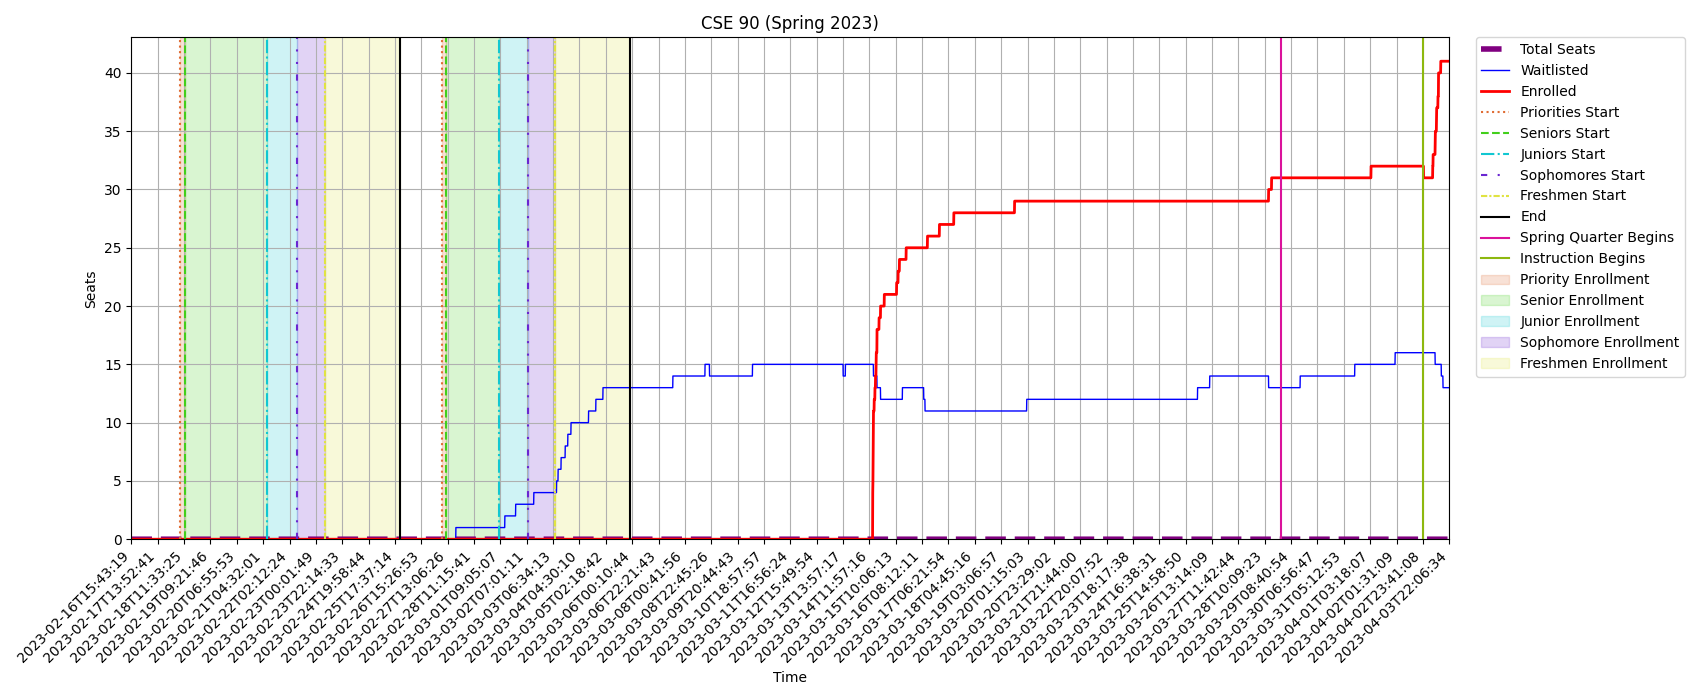 CSE 90 (Spring 2023)
Seats
40
35
30
25
20
15
10
5
0
2023-02-16T15:43:19
2023-02-17T13:52:41
2023-02-18T11:33:25
2023-02-19T09:21:46
2023-02-20T06:55:53
2023-02-21T04:32:01
2023-02-22T02:12:24
2023-02-23T00:01:49
2023-02-23T22:14:33
2023-02-24T19:58:44
2023-02-25T17:37:14
2023-02-26T15:26:53
2023-02-27T13:06:26
2023-02-28T11:15:41
2023-03-01T09:05:07
2023-03-02T07:01:11
2023-03-03T06:34:13
2023-03-04T04:30:10
2023-03-05T02:18:42
2023-03-06T00:10:44
2023-03-06T22:21:43
2023-03-08T00:41:56
2023-03-08T22:45:26
2023-03-09T20:44:43
2023-03-10T18:57:57
2023-03-11T16:56:24
2023-03-12T15:49:54
2023-03-13T13:57:17
2023-03-14T11:57:16
2023-03-15T10:06:13
2023-03-16T08:12:11
2023-03-17T06:21:54
2023-03-18T04:45:16
2023-03-19T03:06:57
2023-03-20T01:15:03
2023-03-20T23:29:02
2023-03-21T21:44:00
2023-03-22T20:07:52
2023-03-23T18:17:38
2023-03-24T16:38:31
2023-03-25T14:58:50
2023-03-26T13:14:09
2023-03-27T11:42:44
2023-03-28T10:09:23
2023-03-29T08:40:54
2023-03-30T06:56:47
2023-03-31T05:12:53
2023-04-01T03:18:07
2023-04-02T01:31:09
2023-04-02T23:41:08
2023-04-03T22:06:34
Time
Total Seats
Waitlisted
Enrolled
Priorities Start
Seniors Start
Juniors Start
Sophomores Start
Freshmen Start
End
Spring Quarter Begins
Instruction Begins
Priority Enrollment
Senior Enrollment
Junior Enrollment
Sophomore Enrollment
Freshmen Enrollment